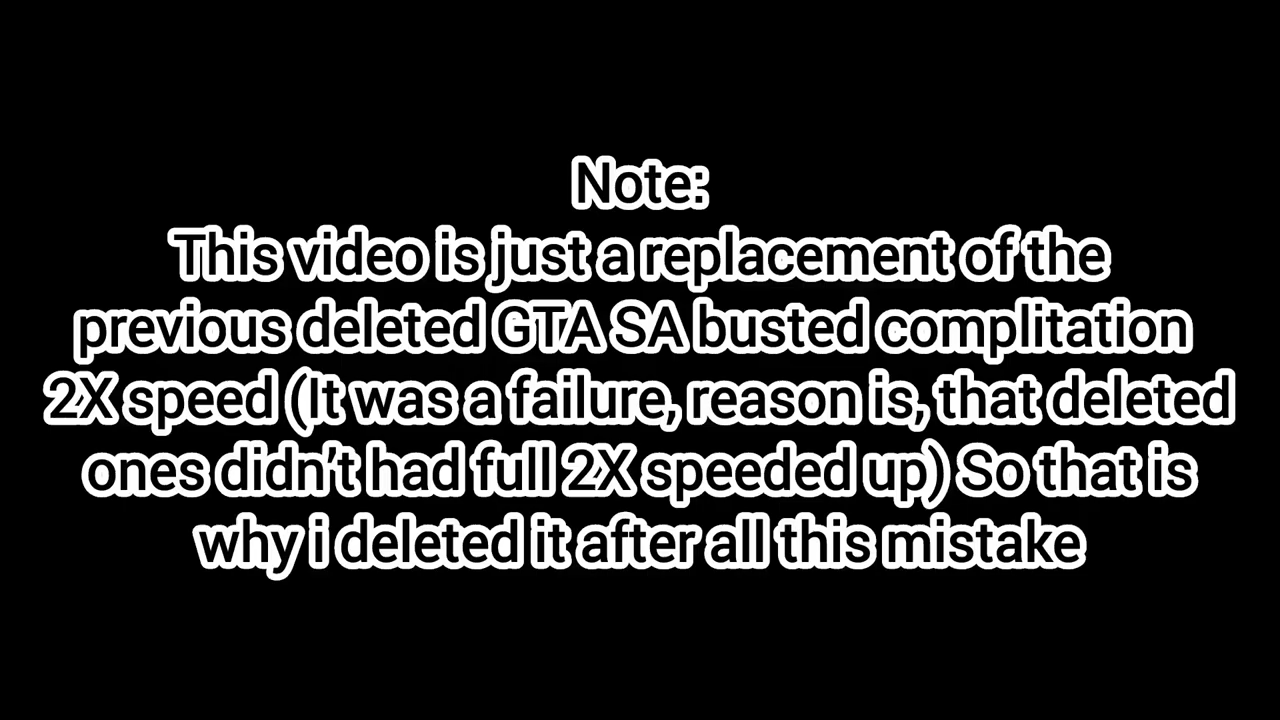 Note:
This video is just a replacement of the
previous deleted GTA SA busted complitation
2X speed (It was a failure, reason is, that deleted
ones didn't had full 2X speeded up) So that is
why i deleted it after all this mistake